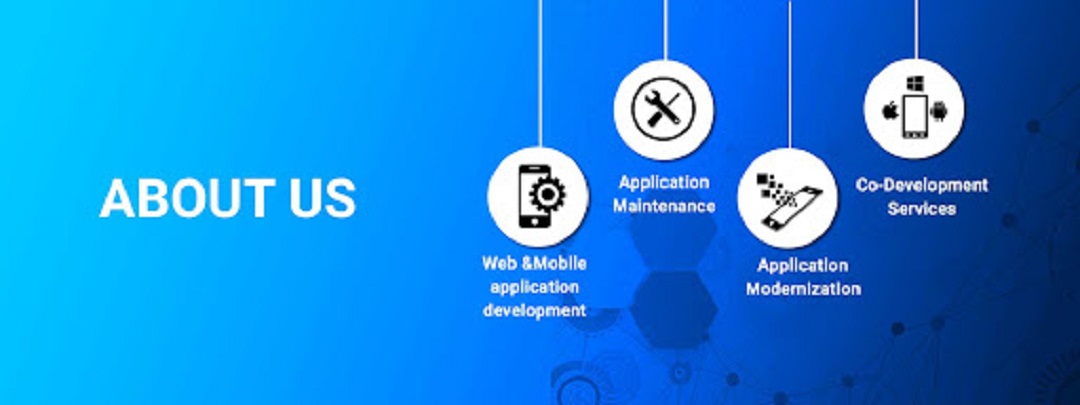 ABOUT US
Web &Mobile
application
development
Application
Maintenance
Application
Modernization
Co-Development
Services